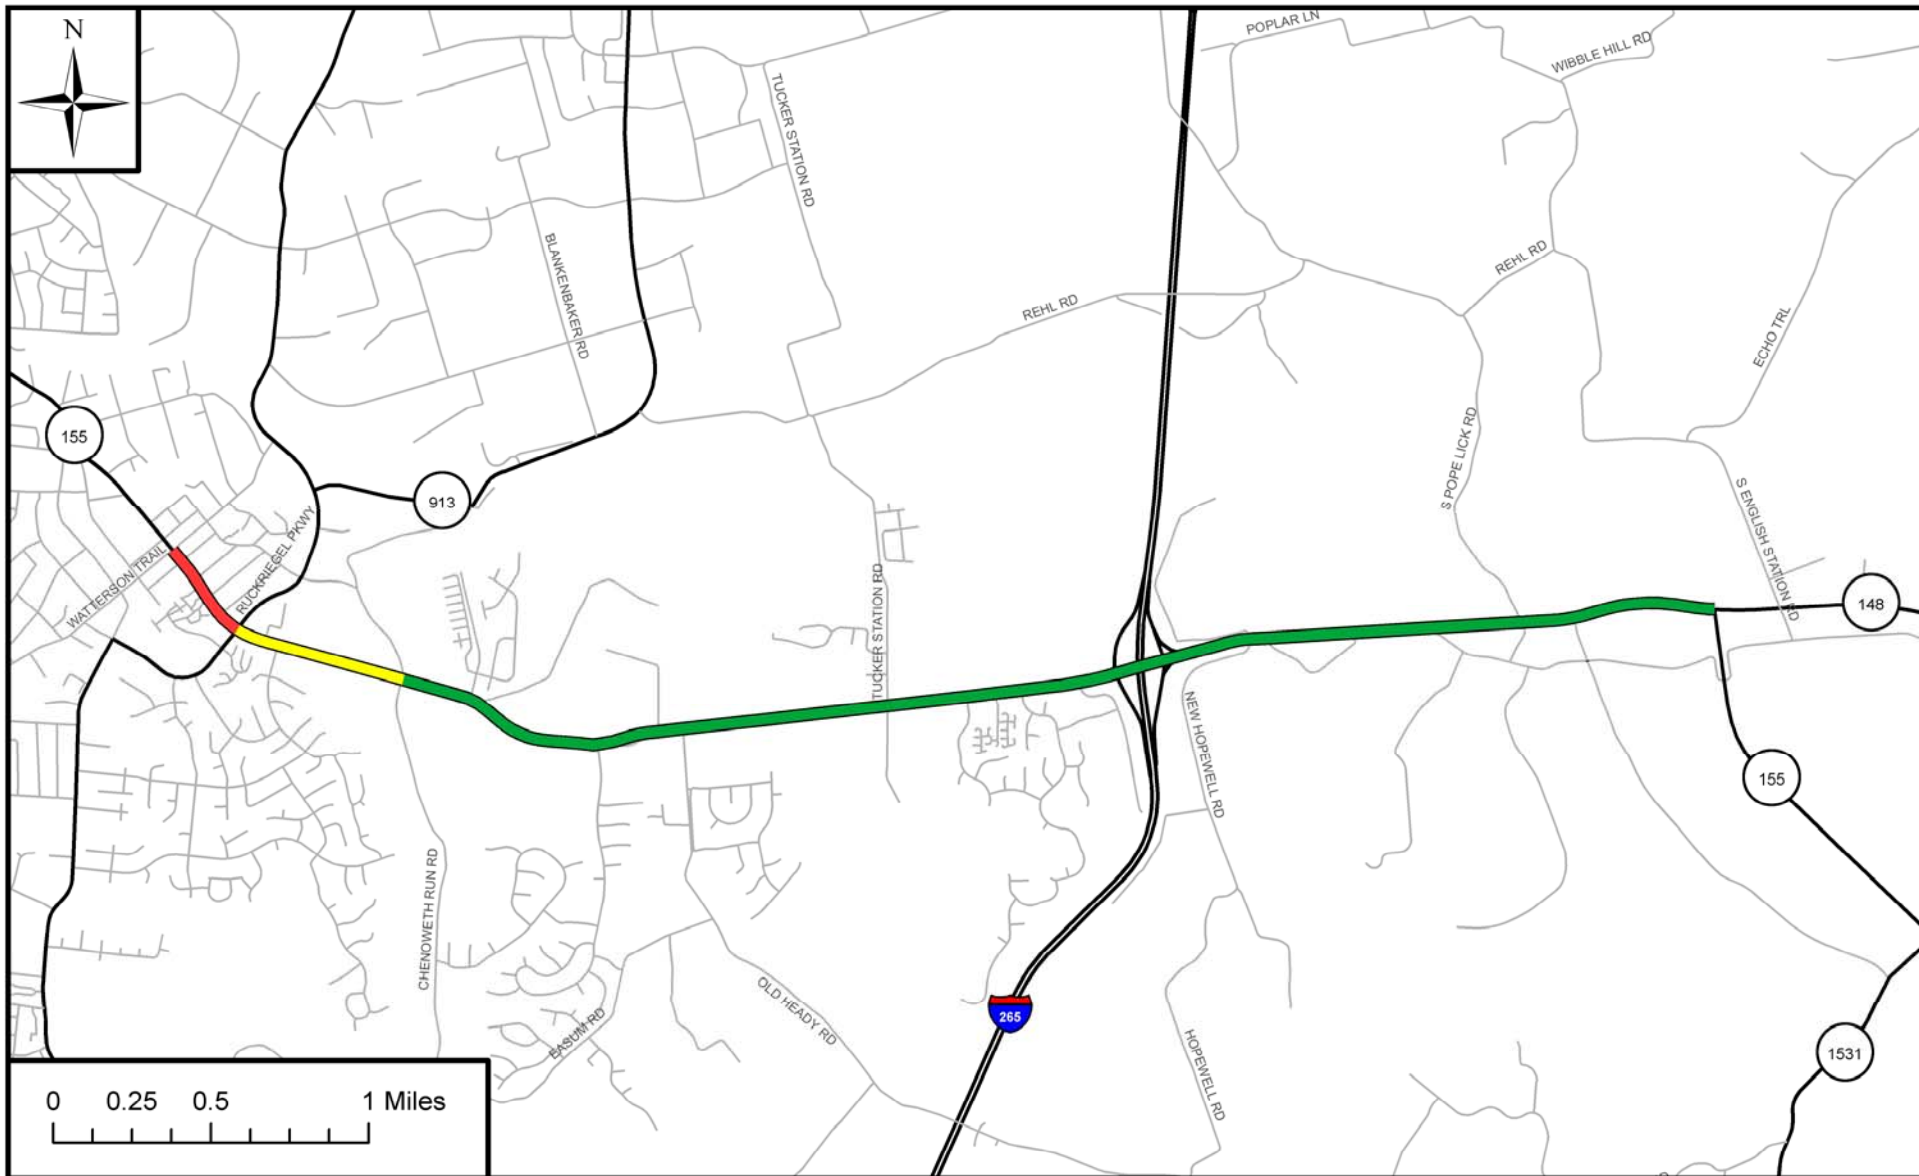 N
POPLAR LN
WIBBLE HILL RD
TUCKER STATION RD
BLANKENBAKER RD
REHL RD
REHL RD
ECHO TRL
155
913
S POPE LICK RD
S ENGLISH STATION RD
WATTERSON TRAIL
RUCKRIEGEL PKWY
TUCKER STATION RD
148
NEW HOPEWELL RD
155
CHENOWETH RUN RD
OLD HEADY RD
EASUM RD
265
HOPEWELL RD
1531
0 0.25 0.5 1 Miles